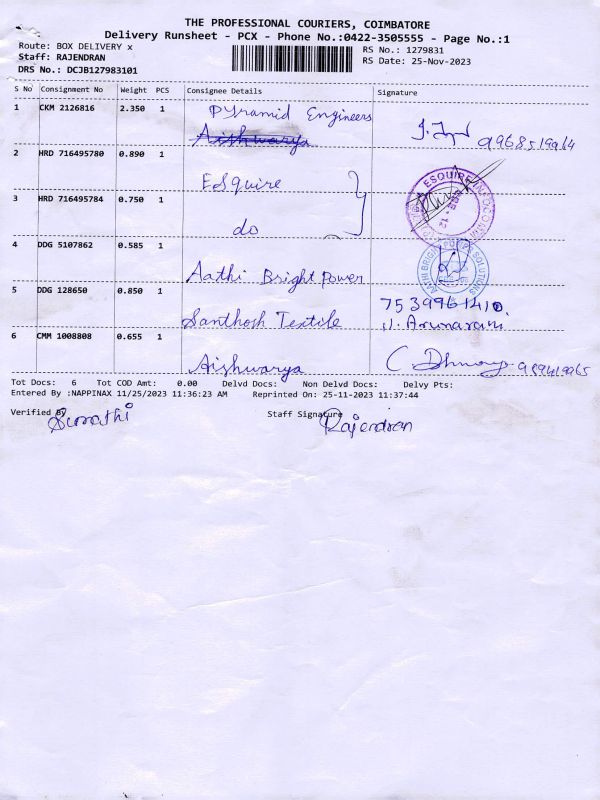 THE PROFESSIONAL COURIERS, COIMBATORE
Delivery Runsheet - PCX - Phone No.:0422-3505555 - Page No.:1
Route: BOX DELIVERY x RS No.: 1279831
Staff: RAJENDRAN RS Date: 25-Nov-2023
DRS No.: DCJB127983101
S No Consignment No Weight PCS Consignee Details Signature
1 CKM 2126816 2.350 1 Pyramid Engineers
Aishwarya
2 HRD 716495780 0.890 1 ESquire
ESQUIRE
3 HRD 716495784 0.750 1 do
4 DDG 5107862 0.585 1 Aathi Bright Power
5 DDG 128650 0.850 1 Santhosh Textile
6 CMM 1008808 0.655 1 Aishwarya
Tot Docs: 6 Tot COD Amt: 0.00 Delvd Docs: Non Delvd Docs: Delvy Pts:
Entered By :NAPPINAX 11/25/2023 11:36:23 AM Reprinted On: 25-11-2023 11:37:44
Verified By Sumathi Staff Signature Rajendran